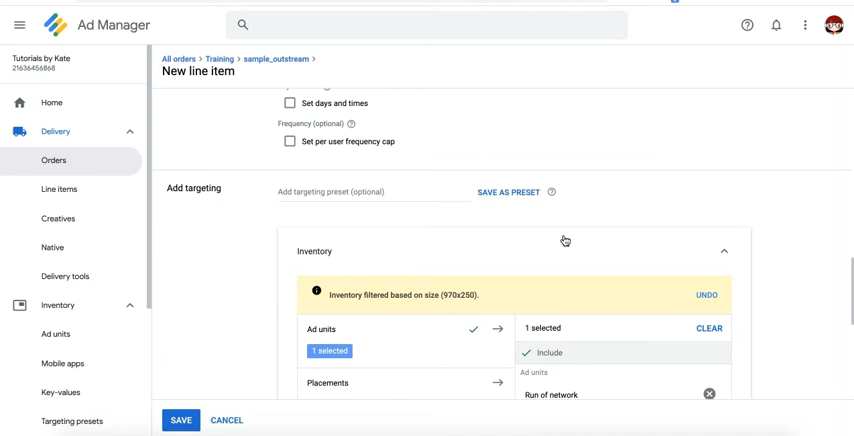 Ad Manager
Tutorials by Kate
21636456868
Home
Delivery
Orders
Line items
Creatives
Native
Delivery tools
Inventory
Ad units
Mobile apps
Key-values
Targeting presets
All orders > Training > sample_outstream >
New line item
Set days and times
Frequency (optional)
Set per user frequency cap
Add targeting
Add targeting preset (optional)
SAVE AS PRESET
Inventory
Inventory filtered based on size (970x250).
UNDO
Ad units
1 selected
Placements
1 selected
CLEAR
Include
Ad units
Run of network
SAVE
CANCEL